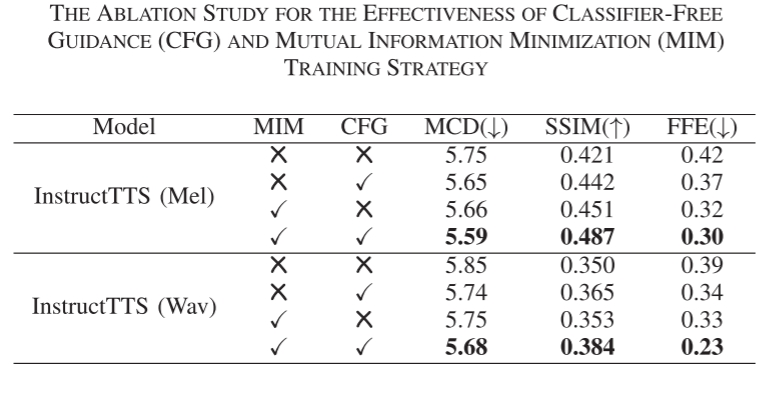 THE ABLATION STUDY FOR THE EFFECTIVENESS OF CLASSIFIER-FREE
GUIDANCE (CFG) AND MUTUAL INFORMATION MINIMIZATION (MIM)
TRAINING STRATEGY
Model MIM CFG MCD(↓) SSIM(↑) FFE(↓)
✗ ✗ 5.75 0.421 0.42
✗ ✓ 5.65 0.442 0.37
InstructTTS (Mel)
✓ ✗ 5.66 0.451 0.32
✓ ✓ 5.59 0.487 0.30
✗ ✗ 5.85 0.350 0.39
✗ ✓ 5.74 0.365 0.34
InstructTTS (Wav)
✓ ✗ 5.75 0.353 0.33
✓ ✓ 5.68 0.384 0.23